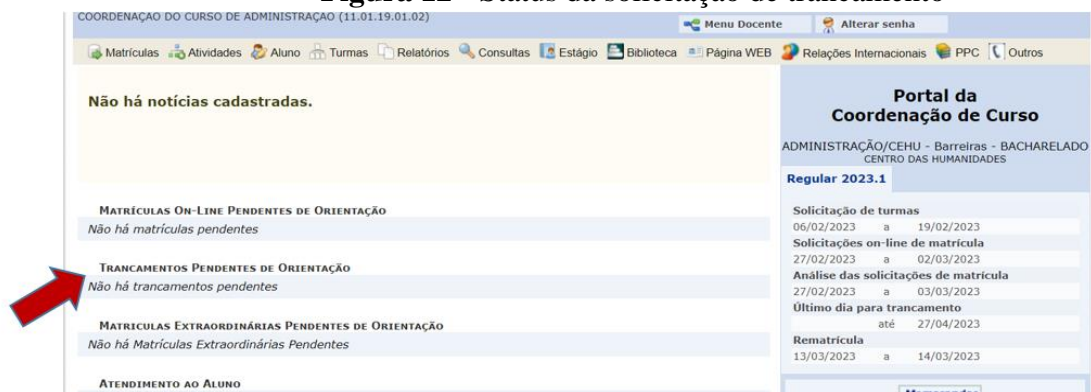 Status da solicitação de trancamento
COORDENAÇÃO DO CURSO DE ADMINISTRAÇÃO (11.01.19.01.02)
Menu Docente
Alterar senha
Matrículas Atividades Aluno Turmas Relatórios Consultas Estágio Biblioteca Página WEB Relações Internacionais PPC Outros
Não há notícias cadastradas.
MATRÍCULAS ON-LINE PENDENTES DE ORIENTAÇÃO
Não há matrículas pendentes
TRANCAMENTOS PENDENTES DE ORIENTAÇÃO
Não há trancamentos pendentes
MATRICULAS EXTRAORDINÁRIAS PENDENTES DE ORIENTAÇÃO
Não há Matrículas Extraordinárias Pendentes
ATENDIMENTO AO ALUNO
Portal da
Coordenação de Curso
ADMINISTRAÇÃO/CEHU - Barreiras - BACHARELADO
CENTRO DAS HUMANIDADES
Regular 2023.1
Solicitação de turmas
06/02/2023 a 19/02/2023
Solicitações on-line de matrícula
27/02/2023 a 02/03/2023
Análise das solicitações de matrícula
27/02/2023 a 03/03/2023
Último dia para trancamento
até 27/04/2023
Rematrícula
13/03/2023 a 14/03/2023